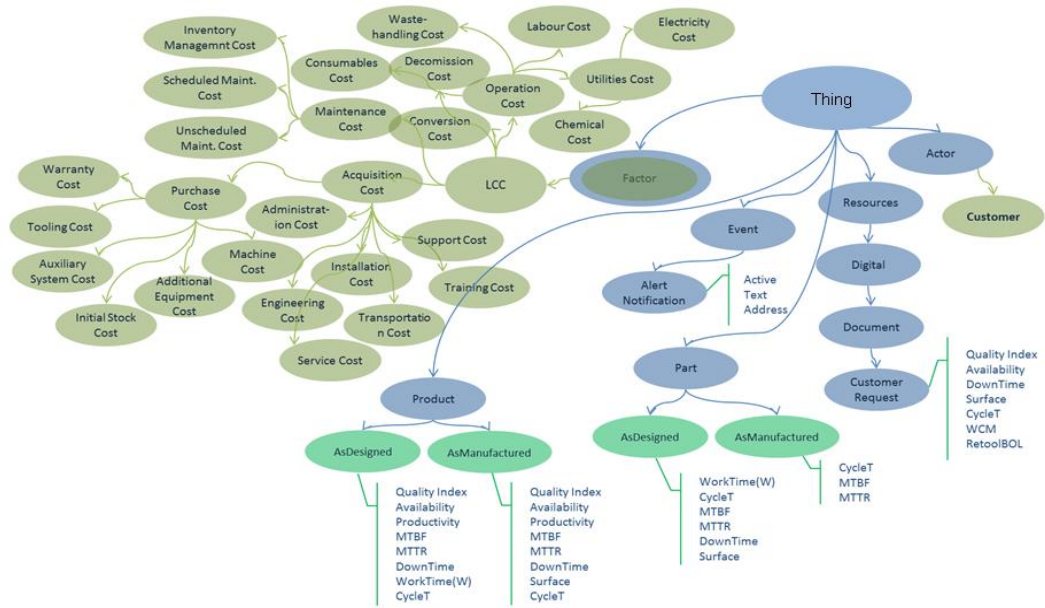 Inventory
Managemnt Cost
Scheduled Maint.
Cost
Unscheduled
Maint. Cost
Waste-
handling Cost
Labour Cost
Electricity
Cost
Consumables
Cost
Decomission
Cost
Operation
Cost
Utilities Cost
Maintenance
Cost
Conversion
Cost
Chemical
Cost
Thing
Actor
Customer
Warranty
Cost
Purchase
Cost
Acquisition
Cost
LCC
Factor
Resources
Tooling Cost
Administrat-
ion Cost
Support Cost
Event
Auxiliary
System Cost
Machine
Cost
Installation
Cost
Training Cost
Digital
Additional
Equipment
Cost
Engineering
Cost
Transportatio
n Cost
Initial Stock
Cost
Service Cost
Alert
Notification
Active
Text
Address
Document
Customer
Request
Quality Index
Availability
DownTime
Surface
CycleT
WCM
RetoolBOL
Product
Part
AsDesigned
AsManufactured
AsDesigned
AsManufactured
Quality Index
Availability
Productivity
MTBF
MTTR
DownTime
WorkTime(W)
CycleT
Quality Index
Availability
Productivity
MTBF
MTTR
DownTime
Surface
CycleT
WorkTime(W)
CycleT
MTBF
MTTR
DownTime
Surface
CycleT
MTBF
MTTR